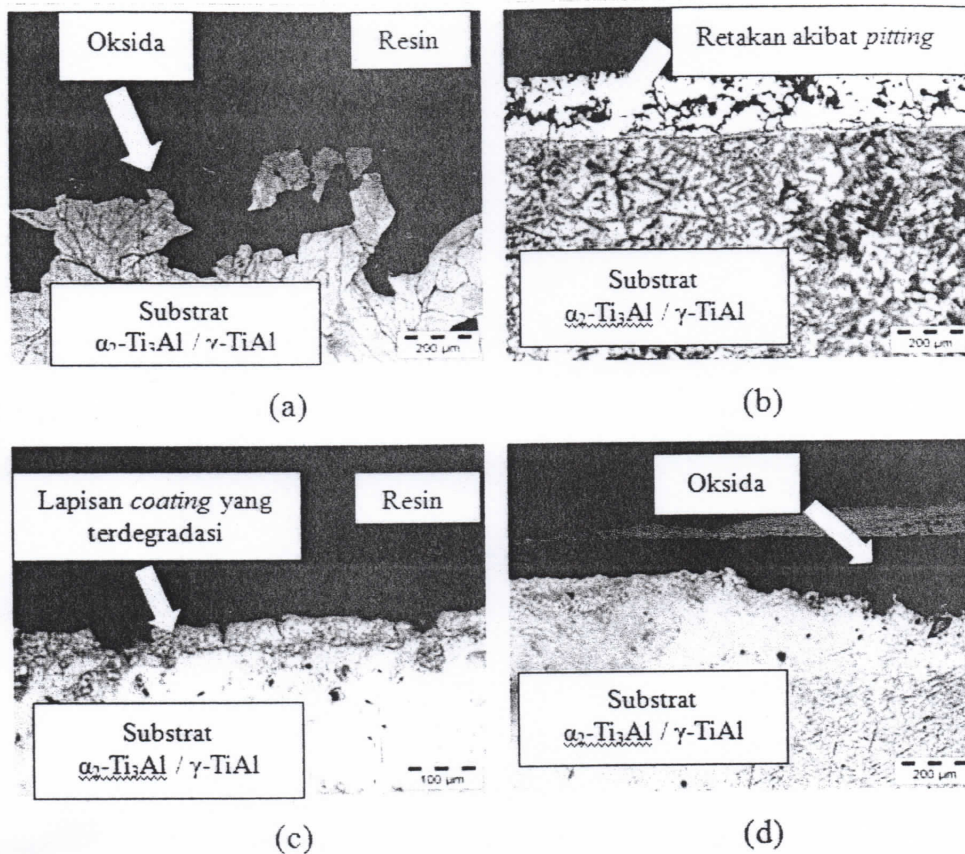 Oksida
Resin
Substrat
α₂-Ti₃Al / γ-TiAl
200 µm
(a)
Retakan akibat pitting
Substrat
α₂-Ti₃Al / γ-TiAl
200 µm
(b)
Lapisan coating yang
terdegradasi
Resin
Substrat
α₂-Ti₃Al / γ-TiAl
100 µm
(c)
Oksida
Substrat
α₂-Ti₃Al / γ-TiAl
200 µm
(d)